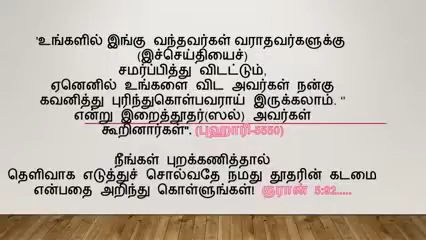 'உங்களில் இங்கு வந்தவர்கள் வராதவர்களுக்கு
(இச்செய்தியைச்)
சமர்ப்பித்து விடட்டும்,
ஏனெனில் உங்களை விட அவர்கள் நன்கு
கவனித்து புரிந்துகொள்பவராய் இருக்கலாம். "
என்று இறைத்தூதர்(ஸல்) அவர்கள்
கூறினார்கள்". (புஹாரி-5550)
நீங்கள் புறக்கணித்தால்
தெளிவாக எடுத்துச் சொல்வதே நமது தூதரின் கடமை
என்பதை அறிந்து கொள்ளுங்கள்! குரான் 5:92.....